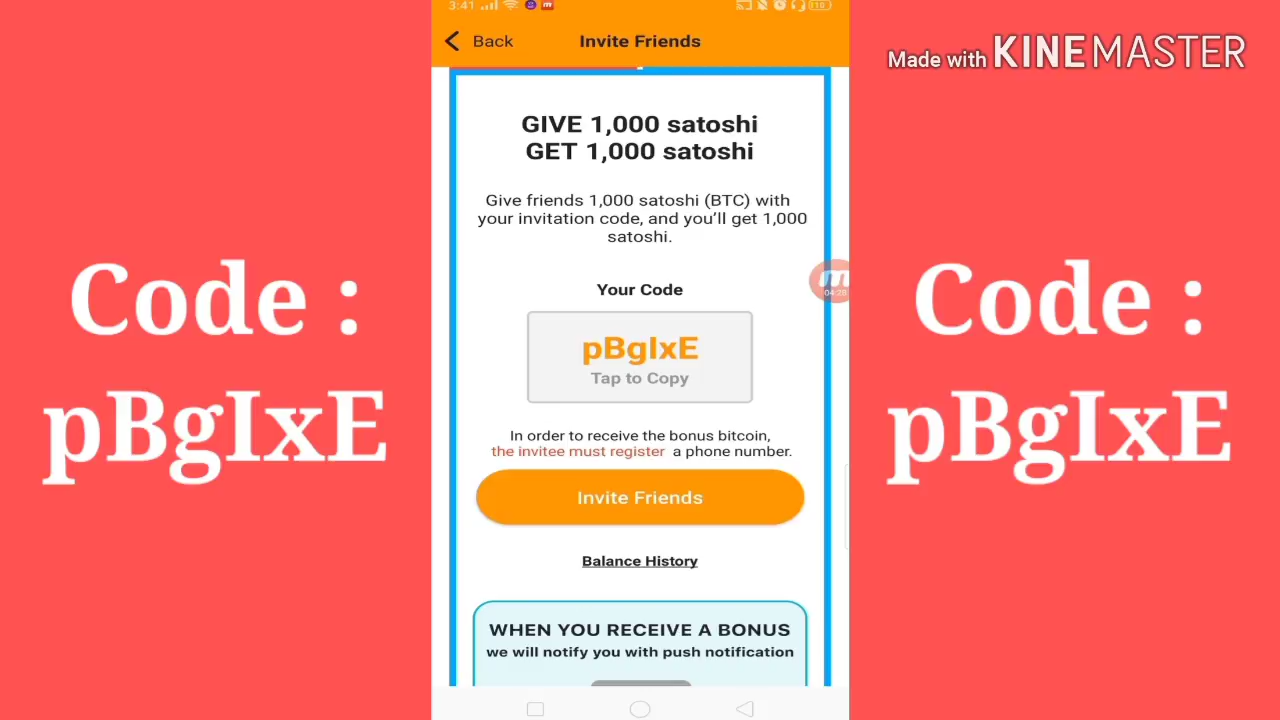 3:41
Back
Invite Friends
Made with KINEMASTER
GIVE 1,000 satoshi
GET 1,000 satoshi
Give friends 1,000 satoshi (BTC) with
your invitation code, and you'll get 1,000
satoshi.
Your Code
pBgIxE
Tap to Copy
In order to receive the bonus bitcoin,
the invitee must register a phone number.
Invite Friends
Balance History
WHEN YOU RECEIVE A BONUS
we will notify you with push notification
Code :
pBgIxE
Code :
pBgIxE
04:20